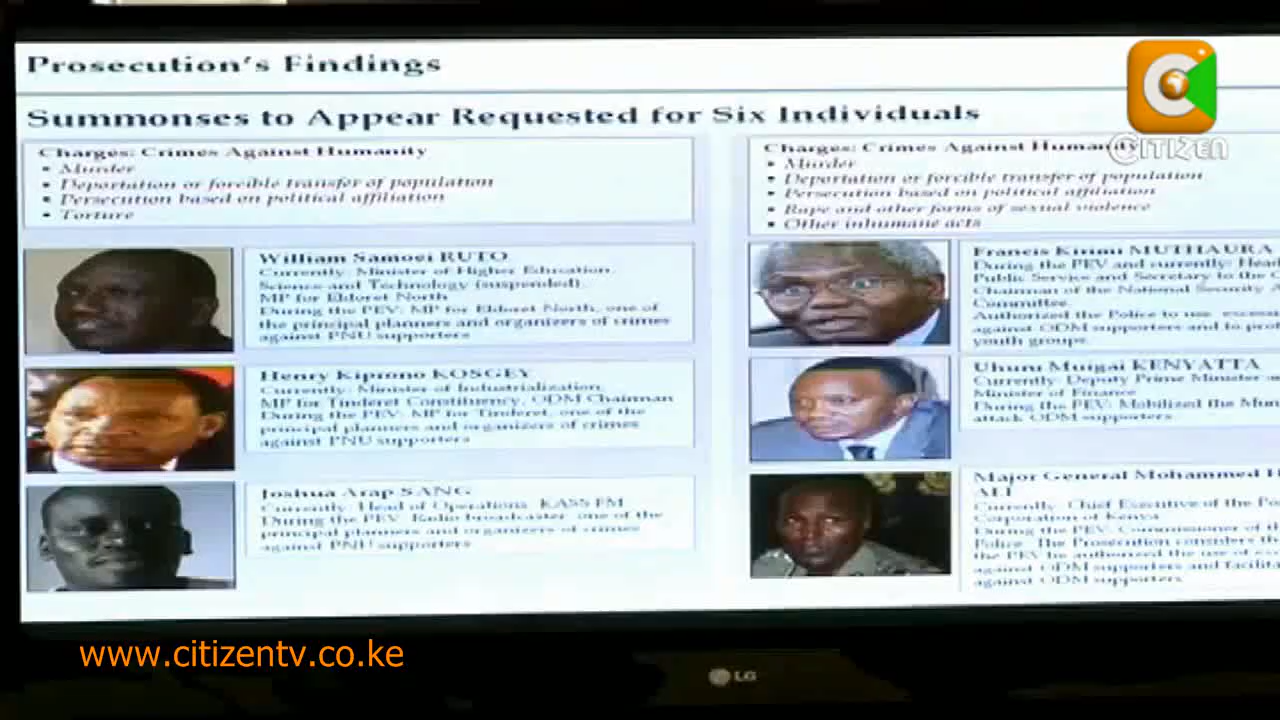 Prosecution's Findings
Summonses to Appear Requested for Six Individuals
Charges: Crimes Against Humanity
• Murder
• Deportation or forcible transfer of population
• Persecution based on political affiliation
• Torture
William Samoei RUTO
Currently: Minister of Higher Education,
Science and Technology (suspended),
MP for Eldoret North
During the PEV: MP for Eldoret North, one of
the principal planners and organizers of crimes
against PNU supporters
Henry Kiprono KOSGEY
Currently: Minister of Industrialization,
MP for Tinderet Constituency, ODM Chairman
During the PEV: MP for Tinderet, one of the
principal planners and organizers of crimes
against PNU supporters
Joshua Arap SANG
Currently: Head of Operations, KASS FM
During the PEV: Radio broadcaster, one of the
principal planners and organizers of crimes
against PNU supporters
Charges: Crimes Against Humanity
• Murder
• Deportation or forcible transfer of population
• Persecution based on political affiliation
• Rape and other forms of sexual violence
• Other inhumane acts
Francis Kirimi MUTHAURA
During the PEV and currently: Head
Public Service and Secretary to the
Chairman of the National Security
Committee.
Authorized the Police to use
against ODM supporters and to
youth groups.
Uhuru Muigai KENYATTA
Currently: Deputy Prime Minister
Minister of Finance
During the PEV: Mobilized the
attack ODM supporters
Major General Mohammed
ALI
Currently: Chief Executive of the
Corporation of Kenya
During the PEV: Commissioner of the
Police. The Prosecution considers
the PEV he authorized the use of
against ODM supporters and
against ODM supporters
CITIZEN
www.citizentv.co.ke
LG